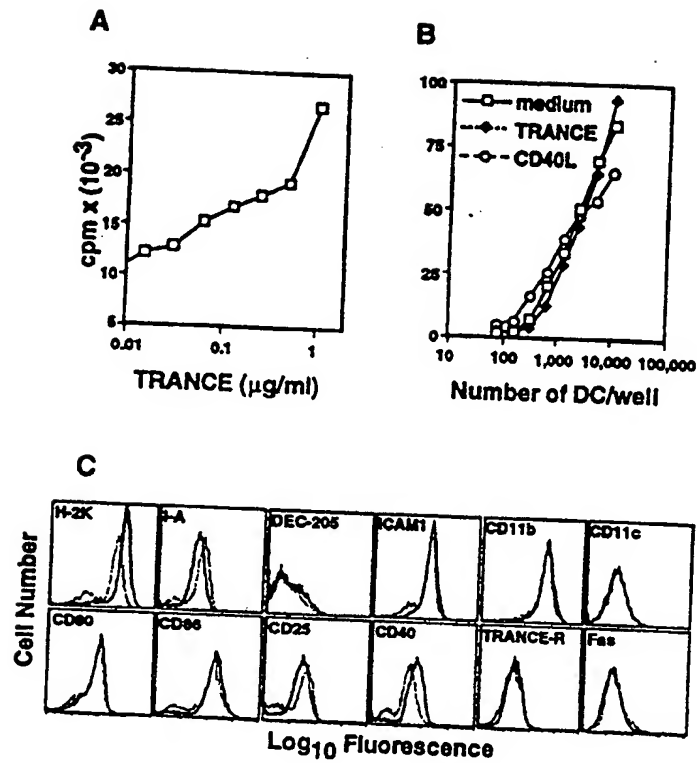 A
B
30
25
20
15
10
5
cpm x (10⁻³)
0.01
0.1
1
TRANCE (µg/ml)
100
75
50
25
0
medium
TRANCE
CD40L
10
100
1,000
10,000
100,000
Number of DC/well
C
Cell Number
H-2K
I-A
DEC-205
ICAM1
CD11b
CD11c
CD80
CD86
CD25
CD40
TRANCE-R
Fas
Log₁₀ Fluorescence